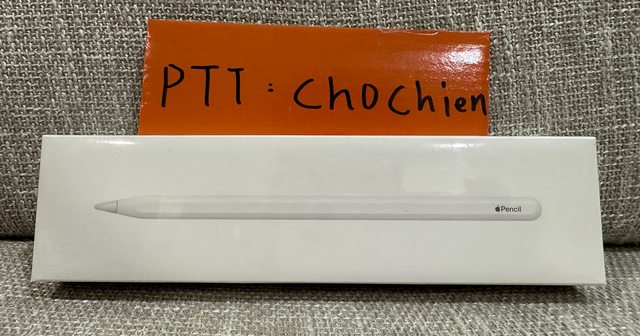 PTT : chochien
Pencil